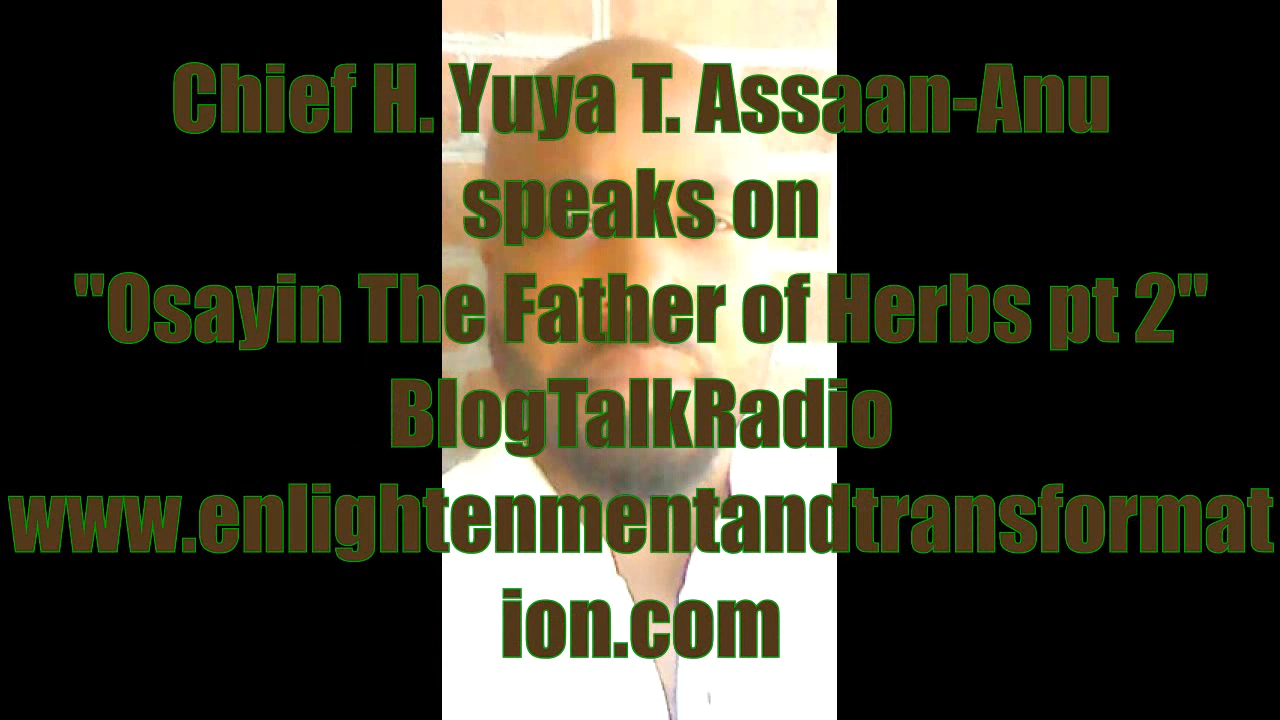 Chief H. Yuya T. Assaan-Anu
speaks on
"Osayin The Father of Herbs pt 2"
BlogTalkRadio
www.enlightenmentandtransformat
ion.com